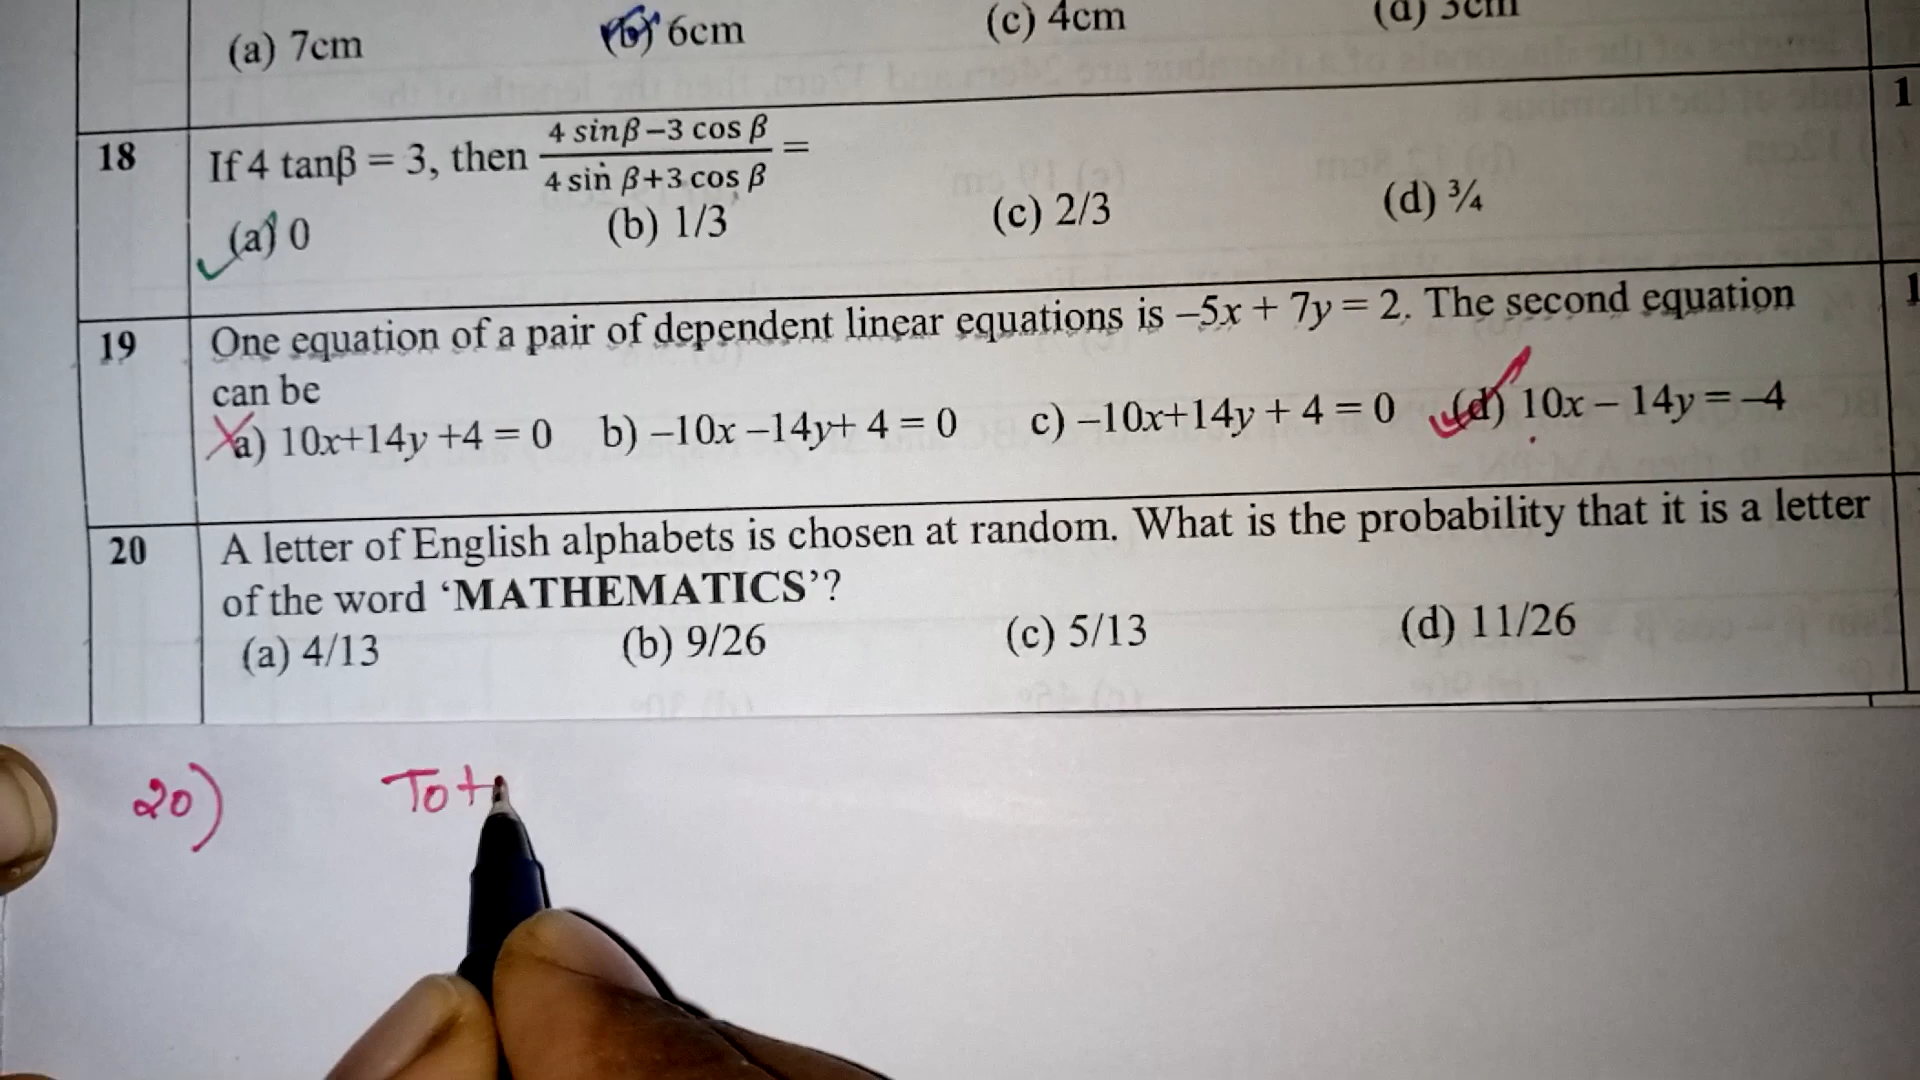 (a) 7cm (b) 6cm (c) 4cm (d) 3cm
1
18 If 4 tanβ = 3, then (4 sinβ−3 cos β)/(4 sin β+3 cos β) =
(a) 0 (b) 1/3 (c) 2/3 (d) ¾
1
19 One equation of a pair of dependent linear equations is –5x + 7y = 2. The second equation
can be
a) 10x+14y +4 = 0 b) –10x –14y+ 4 = 0 c) –10x+14y + 4 = 0 (d) 10x – 14y = –4
20 A letter of English alphabets is chosen at random. What is the probability that it is a letter
of the word ‘MATHEMATICS’?
(a) 4/13 (b) 9/26 (c) 5/13 (d) 11/26
20) Tot